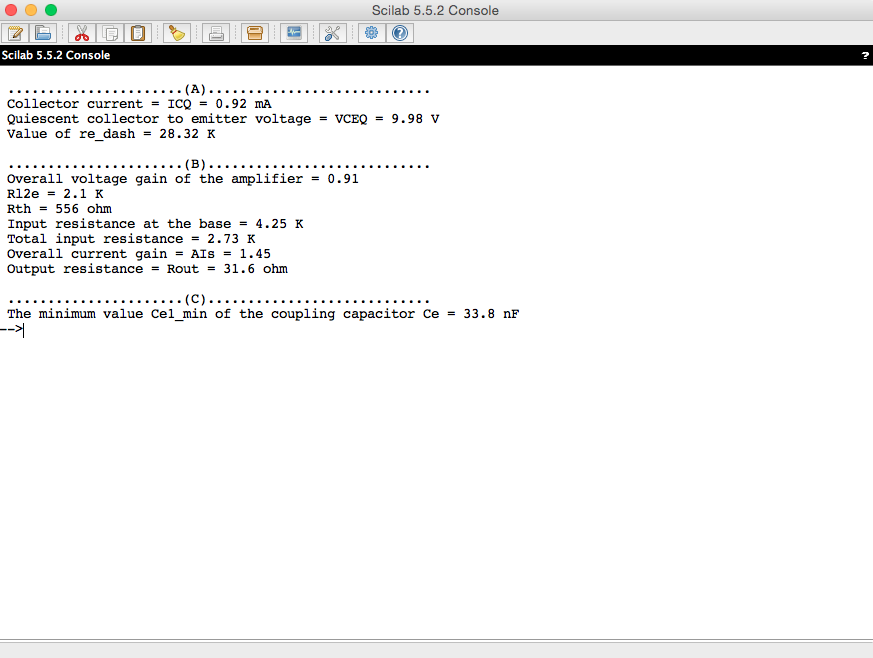 Scilab 5.5.2 Console
Scilab 5.5.2 Console ?
......................(A)............................
Collector current = ICQ = 0.92 mA
Quiescent collector to emitter voltage = VCEQ = 9.98 V
Value of re_dash = 28.32 K
......................(B)............................
Overall voltage gain of the amplifier = 0.91
Rl2e = 2.1 K
Rth = 556 ohm
Input resistance at the base = 4.25 K
Total input resistance = 2.73 K
Overall current gain = AIs = 1.45
Output resistance = Rout = 31.6 ohm
......................(C)............................
The minimum value Ce1_min of the coupling capacitor Ce = 33.8 nF
-->